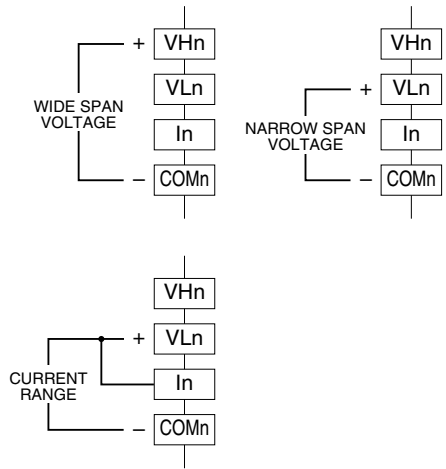 + VHn
VLn
WIDE SPAN
VOLTAGE
In
– COMn
VHn
+ VLn
NARROW SPAN
VOLTAGE
In
– COMn
VHn
+ VLn
CURRENT
RANGE
In
– COMn